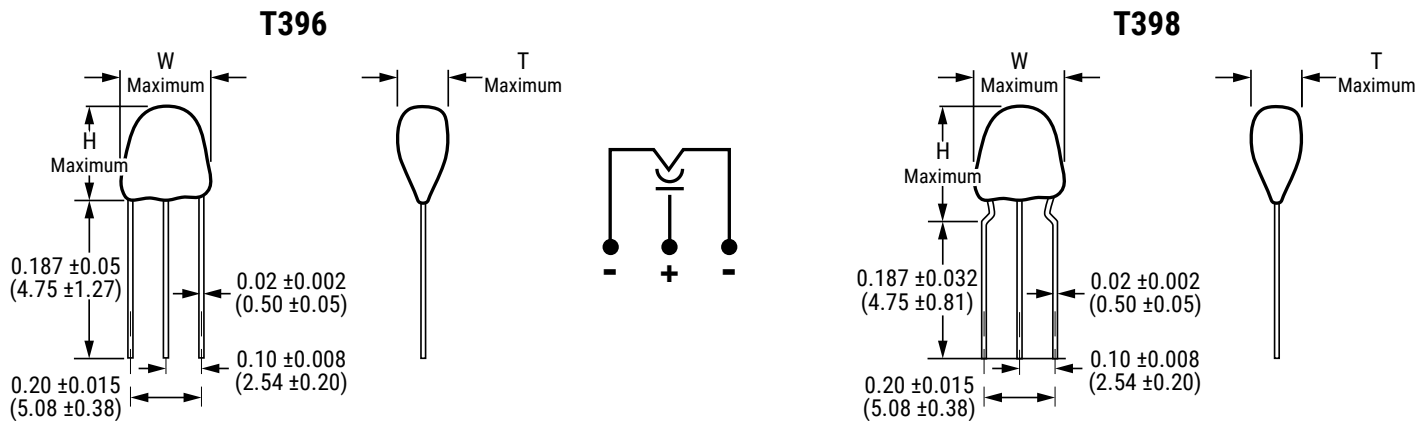 T396
W
Maximum
T
Maximum
H
Maximum
0.187 ±0.05
(4.75 ±1.27)
0.02 ±0.002
(0.50 ±0.05)
0.10 ±0.008
(2.54 ±0.20)
0.20 ±0.015
(5.08 ±0.38)
- + -
T398
W
Maximum
T
Maximum
H
Maximum
0.187 ±0.032
(4.75 ±0.81)
0.02 ±0.002
(0.50 ±0.05)
0.10 ±0.008
(2.54 ±0.20)
0.20 ±0.015
(5.08 ±0.38)